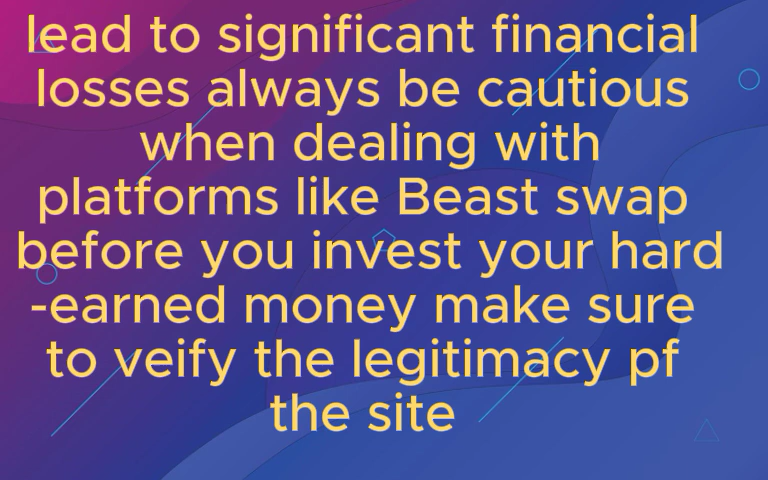 lead to significant financial
losses always be cautious
when dealing with
platforms like Beast swap
before you invest your hard
-earned money make sure
to veify the legitimacy pf
the site